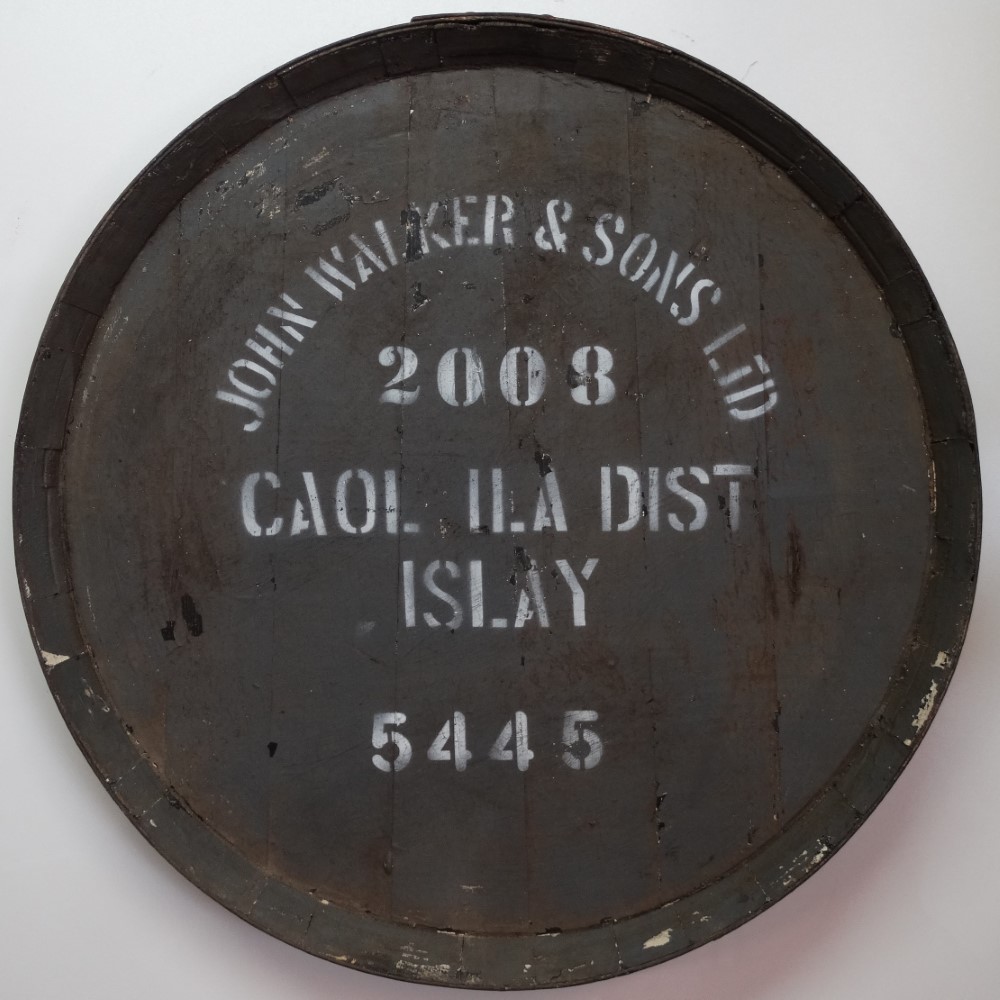 JOHN WALKER & SONS LTD
2008
CAOL ILA DIST
ISLAY
5445